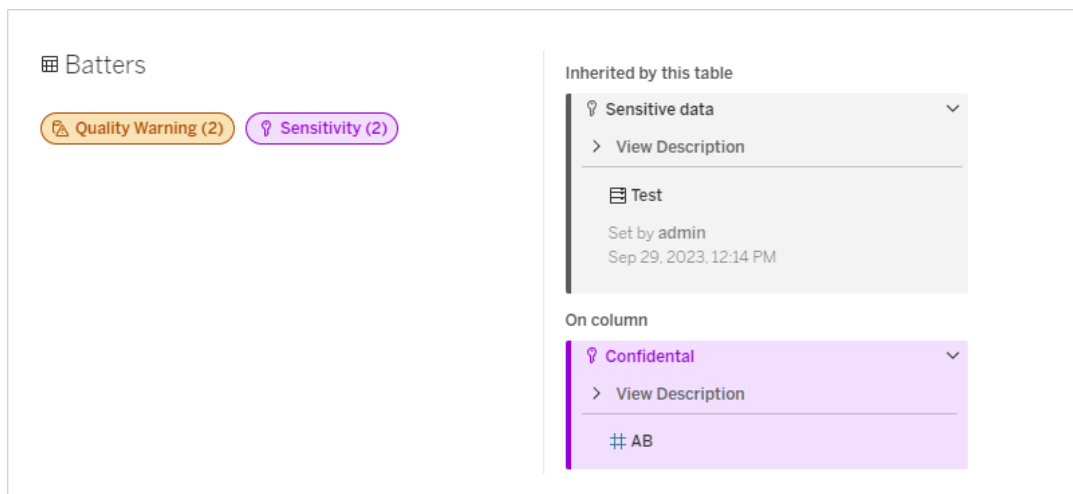 Batters
Quality Warning (2) Sensitivity (2)
Inherited by this table
Sensitive data
View Description
Test
Set by admin
Sep 29, 2023, 12:14 PM
On column
Confidental
View Description
AB